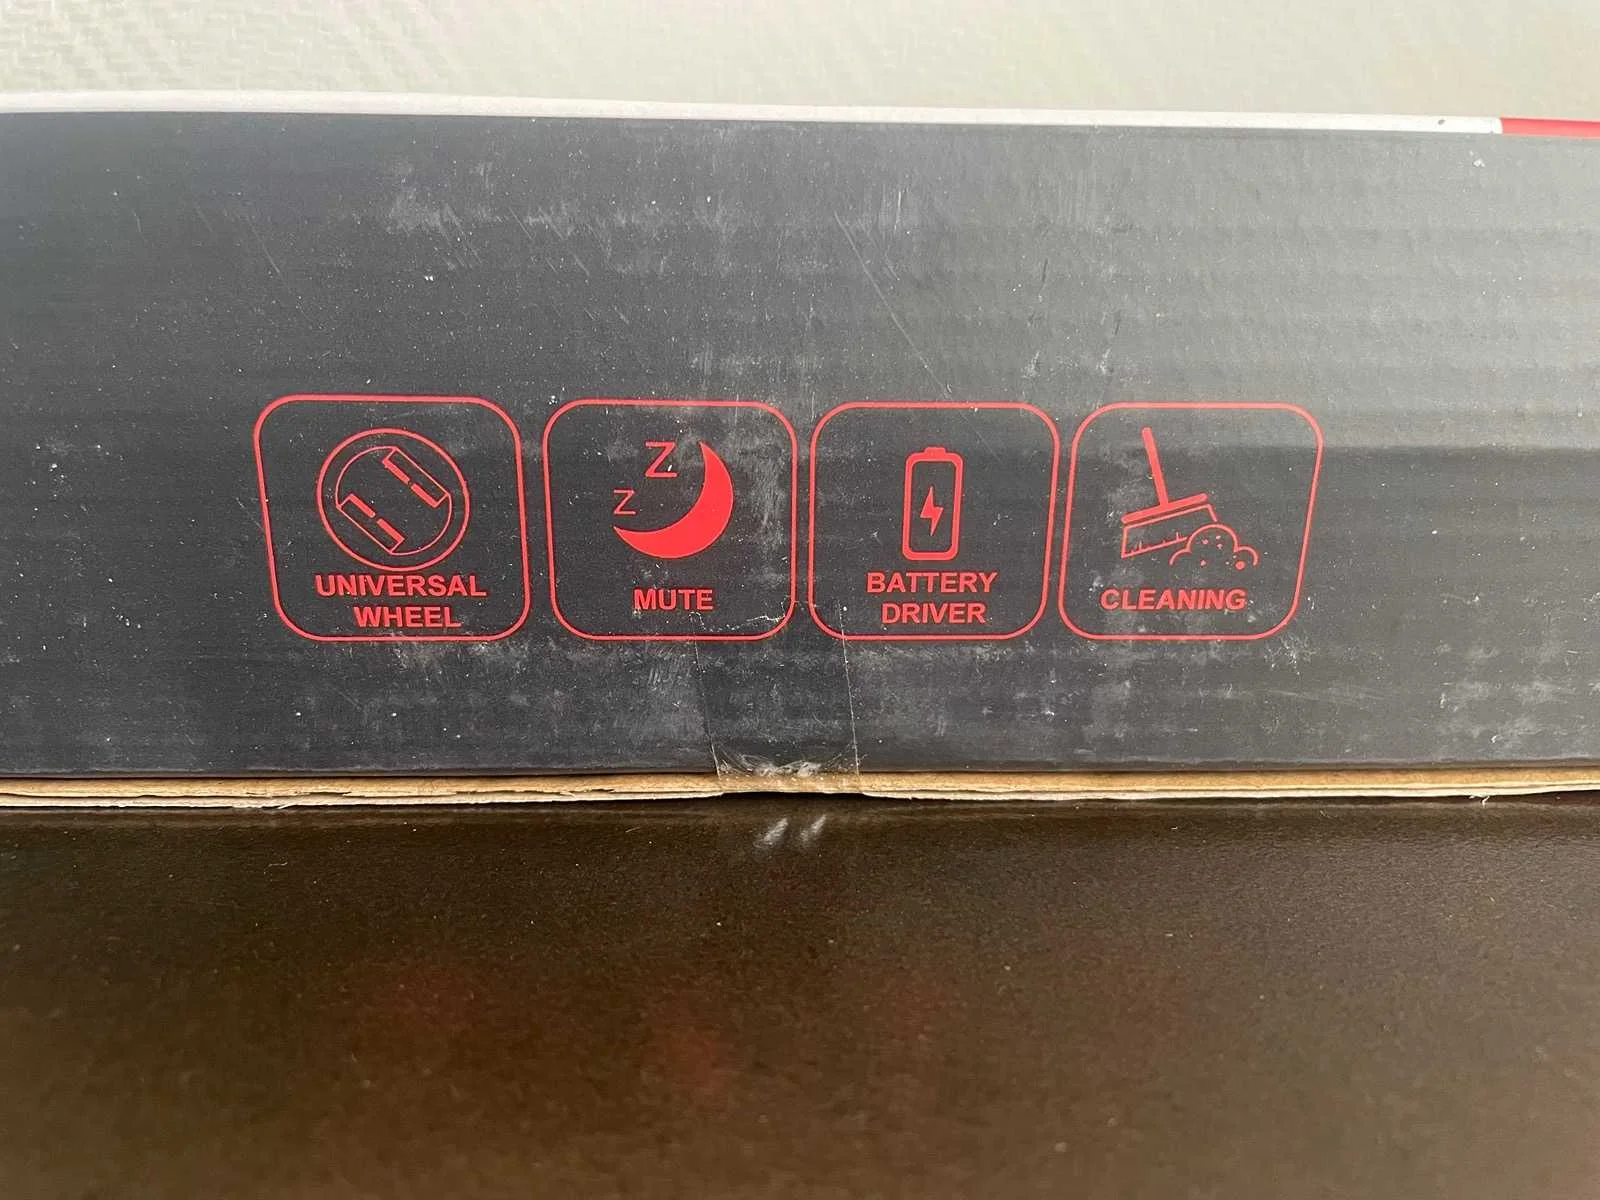 UNIVERSAL
WHEEL
Z
Z
MUTE
BATTERY
DRIVER
CLEANING